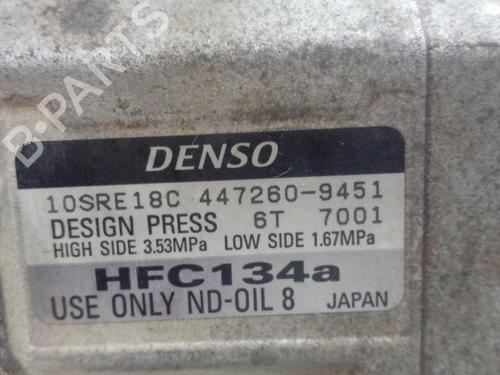 B-PARTS
DENSO
10SRE18C 447260-9451
DESIGN PRESS 6T 7001
HIGH SIDE 3.53MPa LOW SIDE 1.67MPa
HFC134a
USE ONLY ND-OIL 8 JAPAN